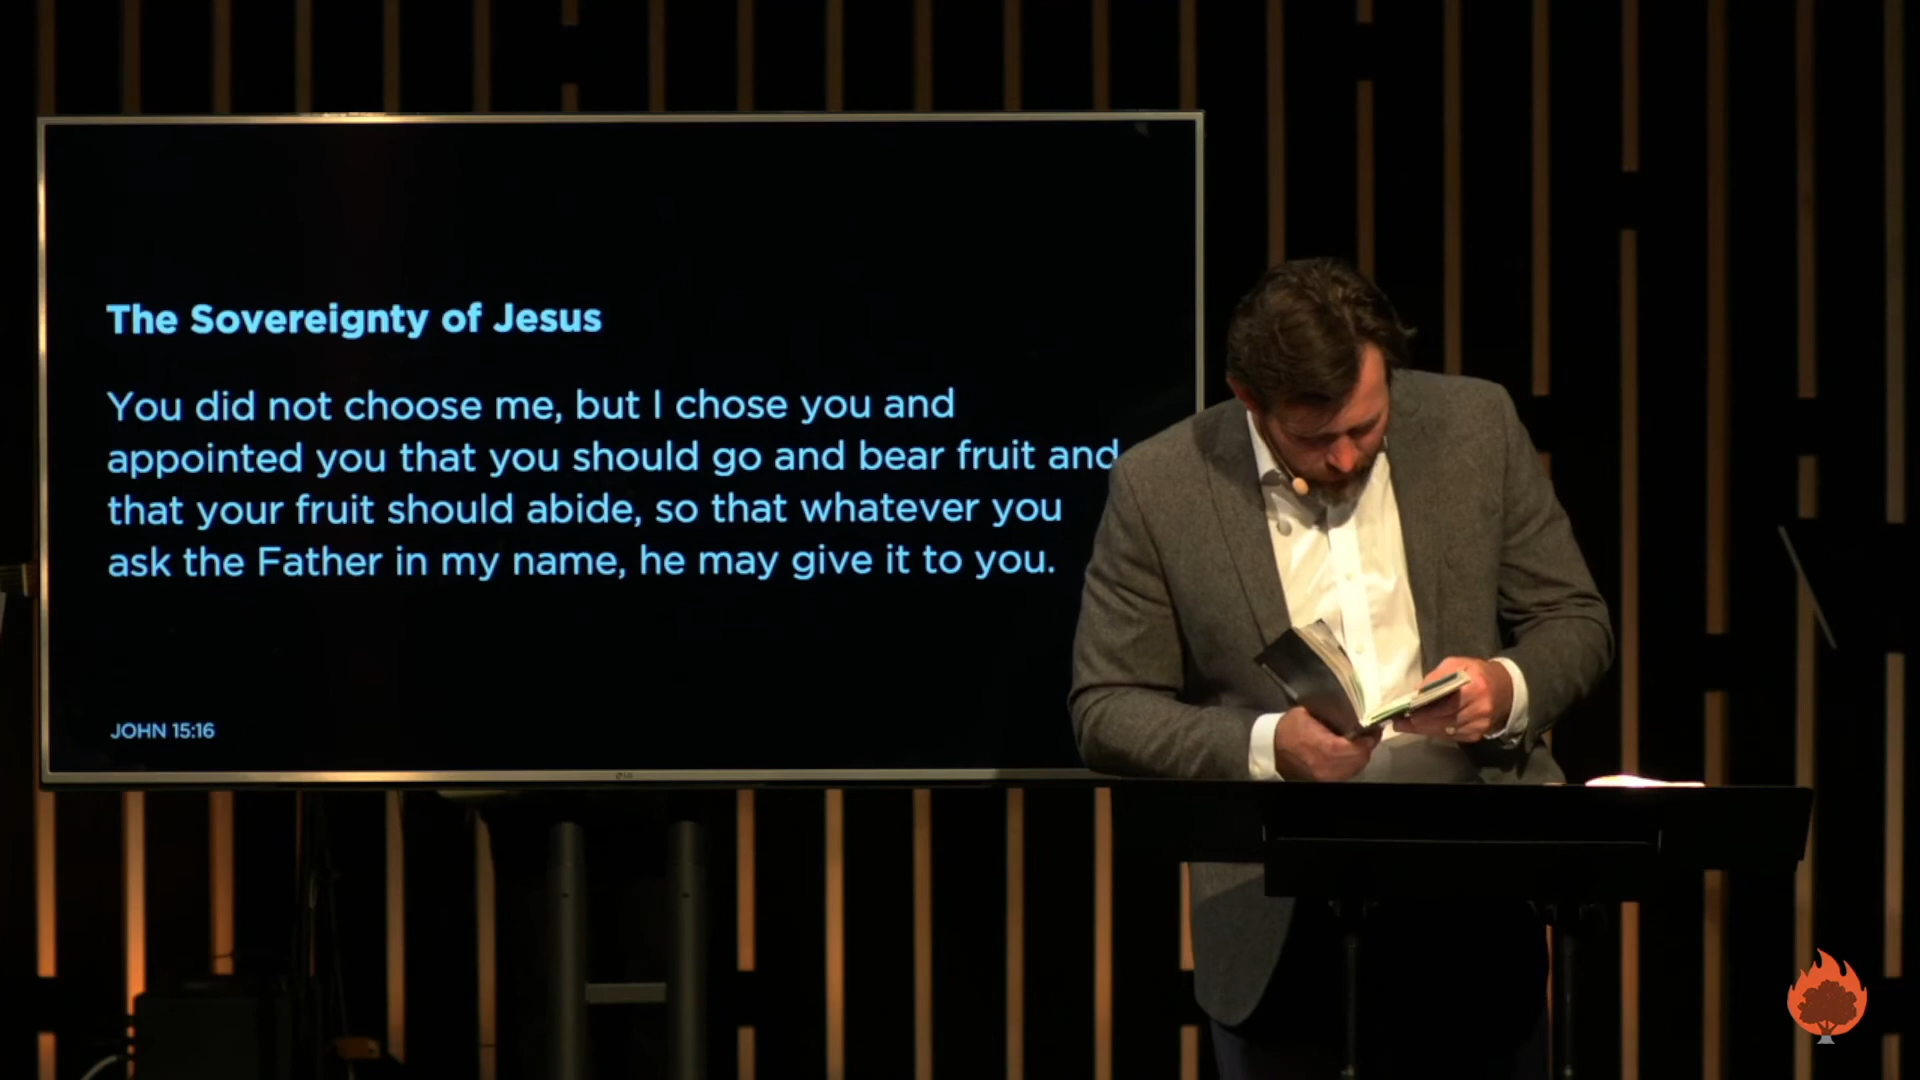 The Sovereignty of Jesus
You did not choose me, but I chose you and
appointed you that you should go and bear fruit and
that your fruit should abide, so that whatever you
ask the Father in my name, he may give it to you.
JOHN 15:16
LG